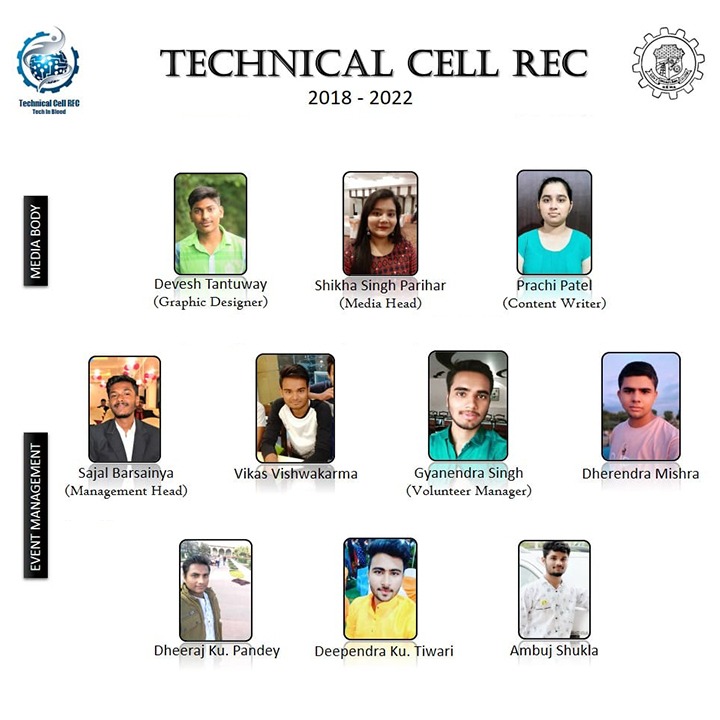 TECHNICAL CELL REC
2018 - 2022
Technical Cell REC
Tech in Blood
MEDIA BODY
Devesh Tantuway
(Graphic Designer)
Shikha Singh Parihar
(Media Head)
Prachi Patel
(Content Writer)
EVENT MANAGEMENT
Sajal Barsainya
(Management Head)
Vikas Vishwakarma
Gyanendra Singh
(Volunteer Manager)
Dherendra Mishra
Dheeraj Ku. Pandey
Deependra Ku. Tiwari
Ambuj Shukla